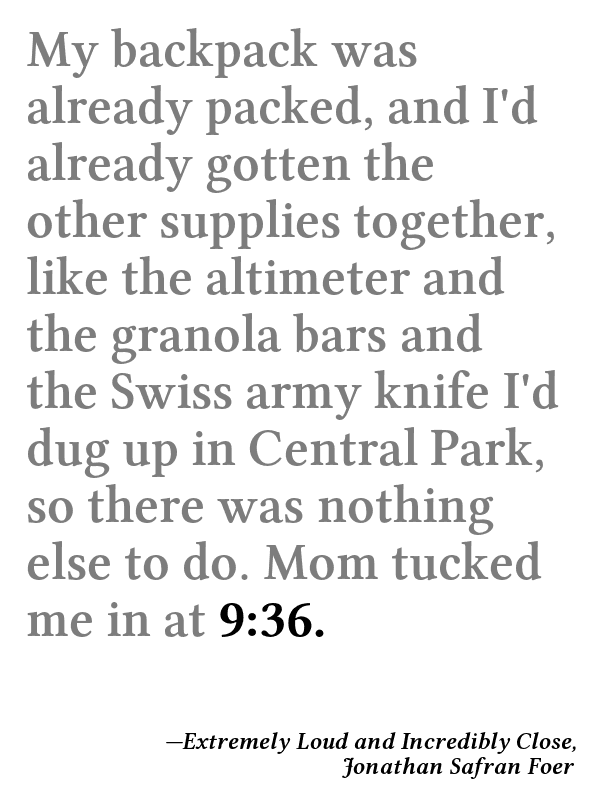 My backpack was
already packed, and I'd
already gotten the
other supplies together,
like the altimeter and
the granola bars and
the Swiss army knife I'd
dug up in Central Park,
so there was nothing
else to do. Mom tucked
me in at 9:36.
—Extremely Loud and Incredibly Close,
Jonathan Safran Foer